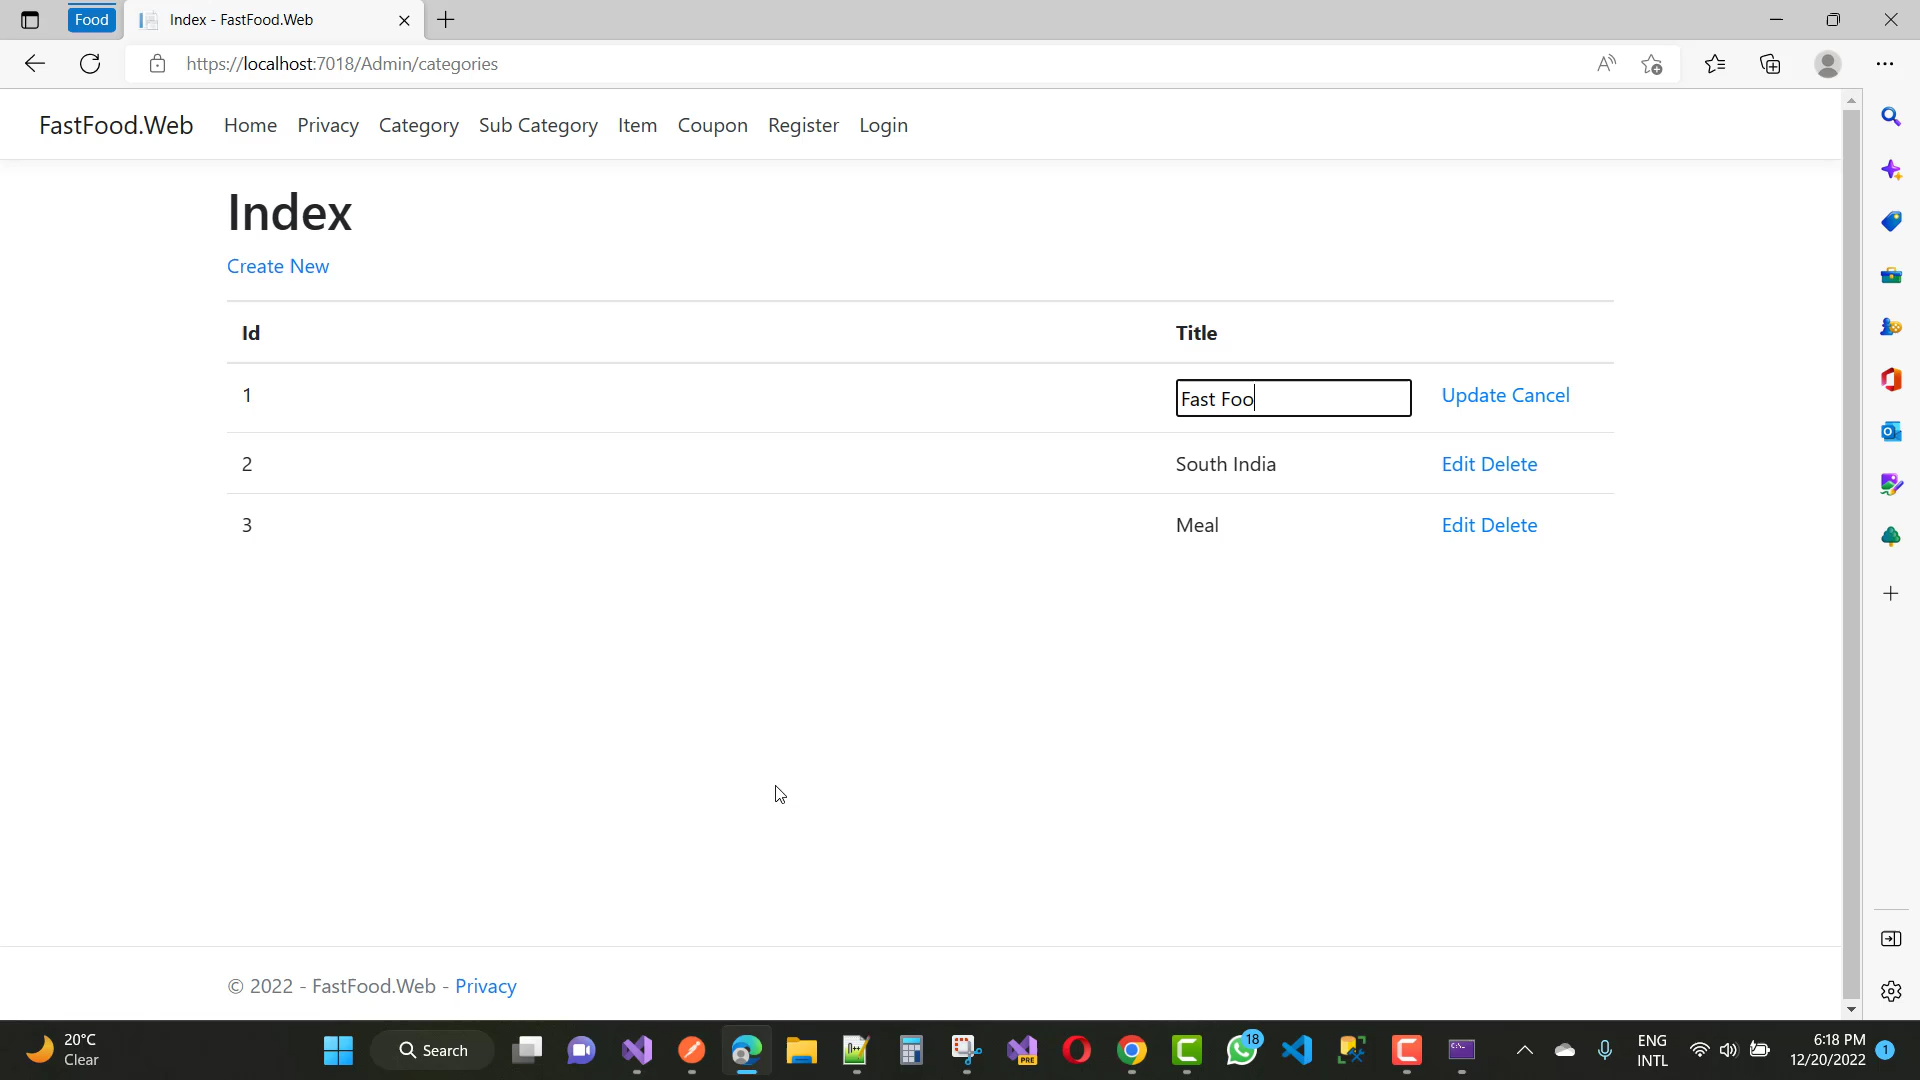 Food
Index - FastFood.Web
https://localhost:7018/Admin/categories
FastFood.Web Home Privacy Category Sub Category Item Coupon Register Login
Index
Create New
Id Title
1 Fast Foo Update Cancel
2 South India Edit Delete
3 Meal Edit Delete
© 2022 - FastFood.Web - Privacy
20°C
Clear
Search
PRE
18
ENG
INTL
6:18 PM
12/20/2022
1